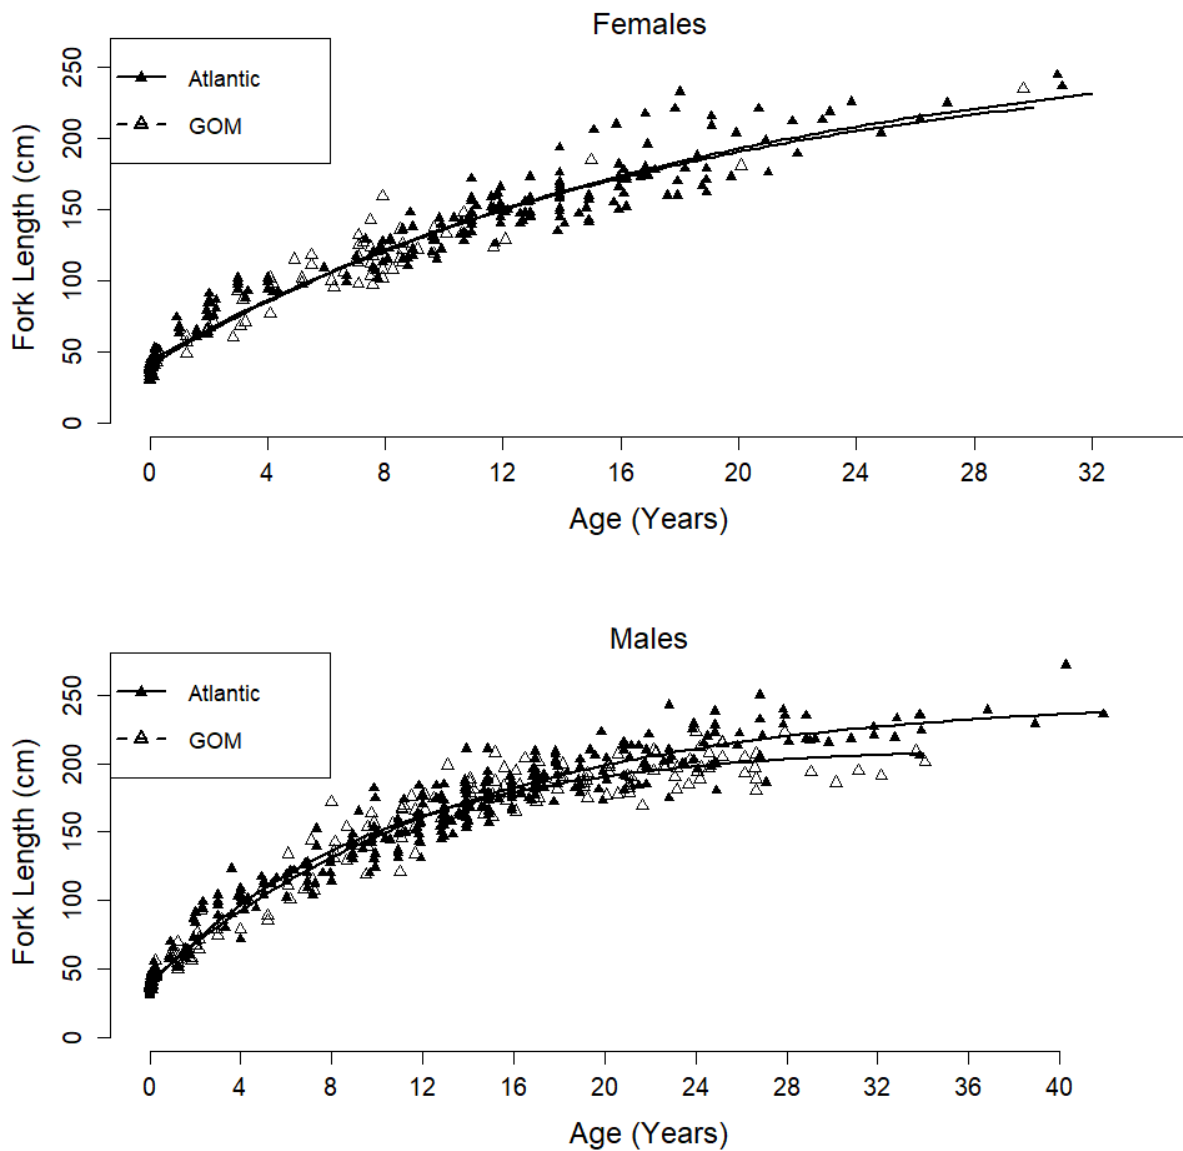 Females
Atlantic
GOM
Fork Length (cm)
0 50 100 150 200 250
0 4 8 12 16 20 24 28 32
Age (Years)
Males
Atlantic
GOM
Fork Length (cm)
0 50 100 150 200 250
0 4 8 12 16 20 24 28 32 36 40
Age (Years)